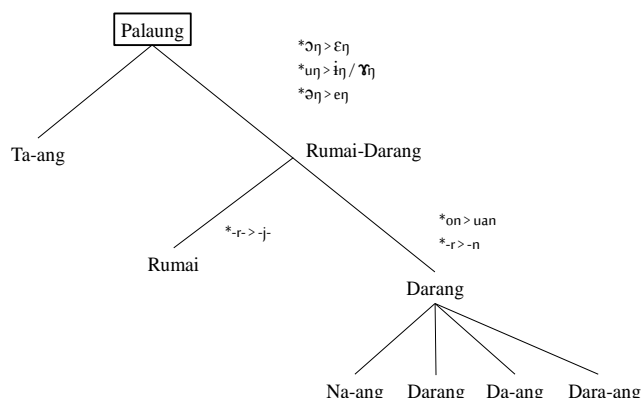 Palaung
*ɔŋ > ɛŋ
*uŋ > ɨŋ / ɤŋ
*əŋ > eŋ
Ta-ang
Rumai-Darang
*-r- > -j-
*on > uan
*-r > -n
Rumai
Darang
Na-ang Darang Da-ang Dara-ang